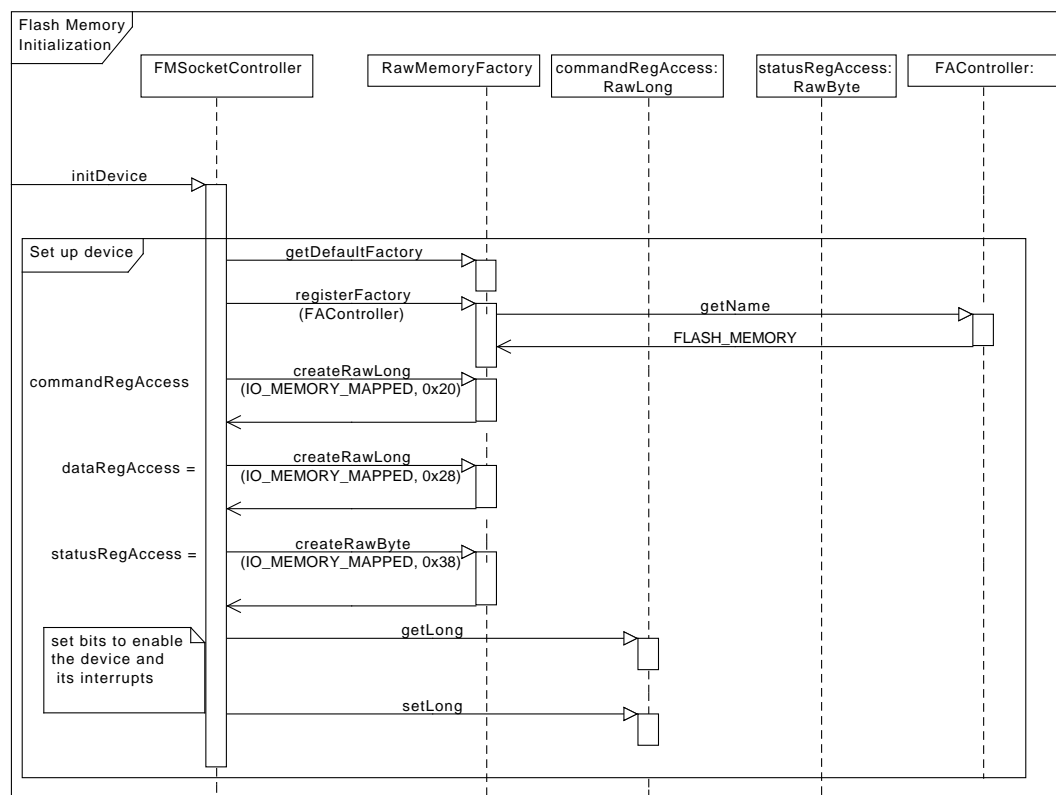 Flash Memory
Initialization
FMSocketController
RawMemoryFactory
commandRegAccess:
RawLong
statusRegAccess:
RawByte
FAController:
initDevice
Set up device
getDefaultFactory
registerFactory
(FAController)
getName
FLASH_MEMORY
commandRegAccess
createRawLong
(IO_MEMORY_MAPPED, 0x20)
dataRegAccess =
createRawLong
(IO_MEMORY_MAPPED, 0x28)
statusRegAccess =
createRawByte
(IO_MEMORY_MAPPED, 0x38)
set bits to enable
the device and
its interrupts
getLong
setLong